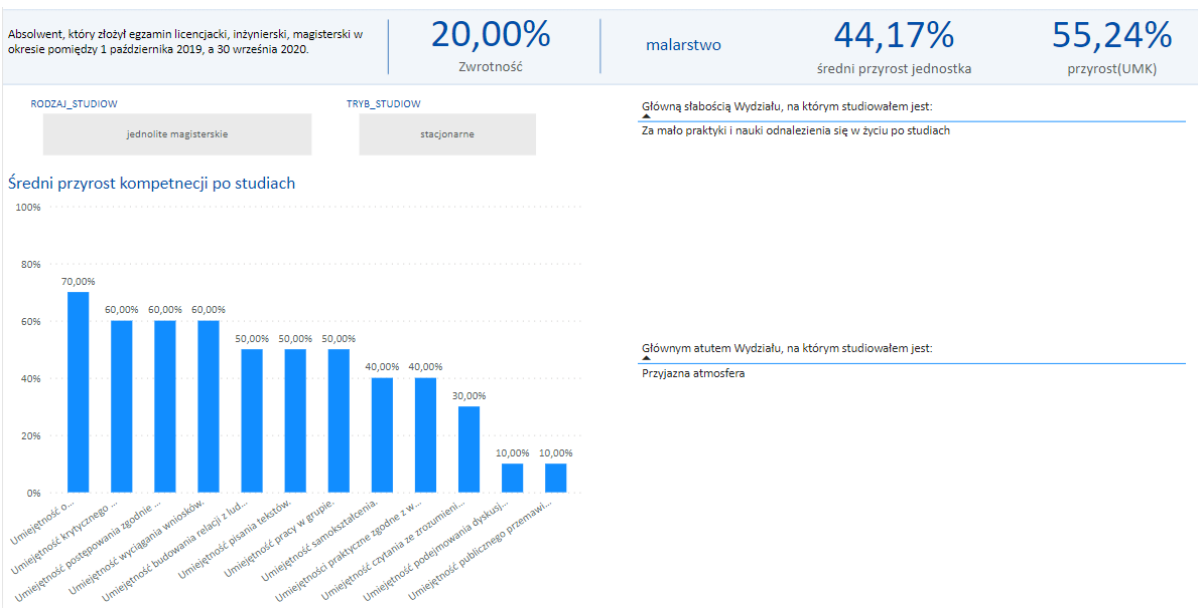 Absolwent, który złożył egzamin licencjacki, inżynierski, magisterski w
okresie pomiędzy 1 października 2019, a 30 września 2020.
20,00%
Zwrotność
malarstwo
44,17%
średni przyrost jednostka
55,24%
przyrost(UMK)
RODZAJ_STUDIOW
jednolite magisterskie
TRYB_STUDIOW
stacjonarne
Główną słabością Wydziału, na którym studiowałem jest:
Za mało praktyki i nauki odnalezienia się w życiu po studiach
Średni przyrost kompetnecji po studiach
100%
80%
60%
40%
20%
0%
70,00%
60,00%
60,00%
60,00%
50,00%
50,00%
50,00%
40,00%
40,00%
30,00%
10,00%
10,00%
Umiejętność o...
Umiejętność krytycznego ...
Umiejętność postępowania zgodnie ...
Umiejętność wyciągania wniosków.
Umiejętność budowania relacji z lud...
Umiejętność pisania tekstów.
Umiejętność pracy w grupie.
Umiejętność samokształcenia.
Umiejętności praktyczne zgodne z w...
Umiejętność czytania ze zrozumieni...
Umiejętność podejmowania dyskusj...
Umiejętność publicznego przemawi...
Głównym atutem Wydziału, na którym studiowałem jest:
Przyjazna atmosfera